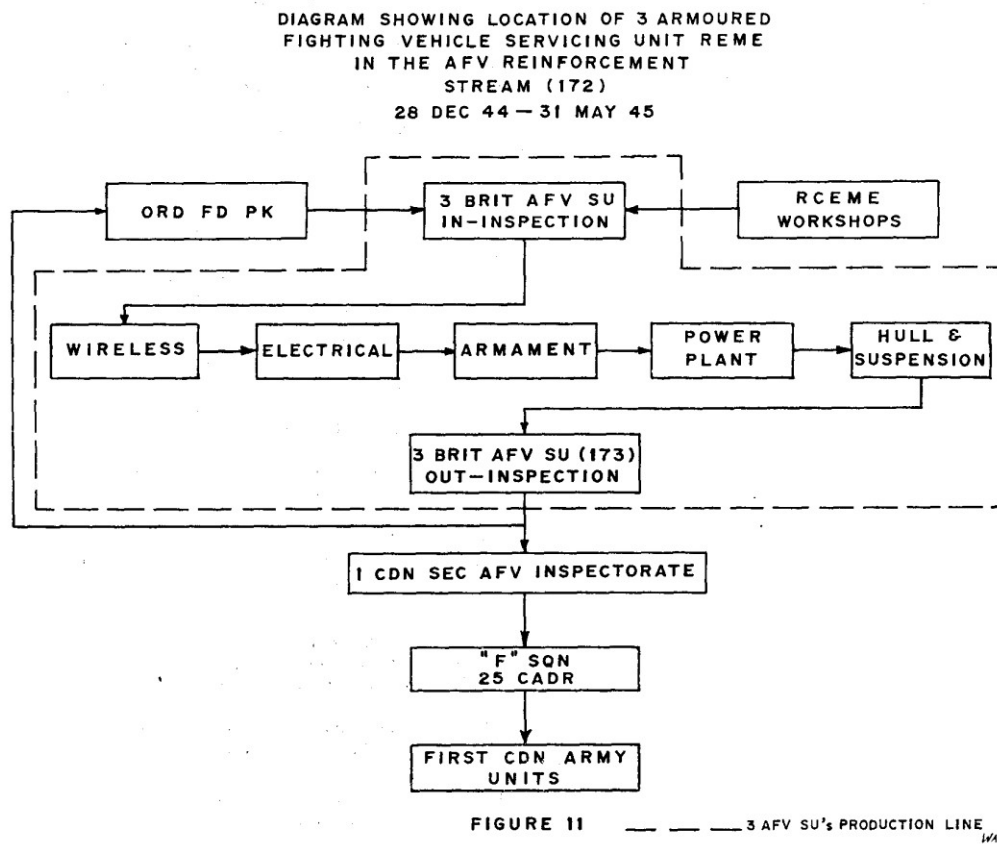 DIAGRAM SHOWING LOCATION OF 3 ARMOURED
FIGHTING VEHICLE SERVICING UNIT REME
IN THE AFV REINFORCEMENT
STREAM (172)
28 DEC 44 — 31 MAY 45
ORD FD PK
3 BRIT AFV SU
IN-INSPECTION
RCEME
WORKSHOPS
WIRELESS
ELECTRICAL
ARMAMENT
POWER
PLANT
HULL &
SUSPENSION
3 BRIT AFV SU (173)
OUT-INSPECTION
1 CDN SEC AFV INSPECTORATE
"F" SQN
25 CADR
FIRST CDN ARMY
UNITS
FIGURE 11
3 AFV SU's PRODUCTION LINE